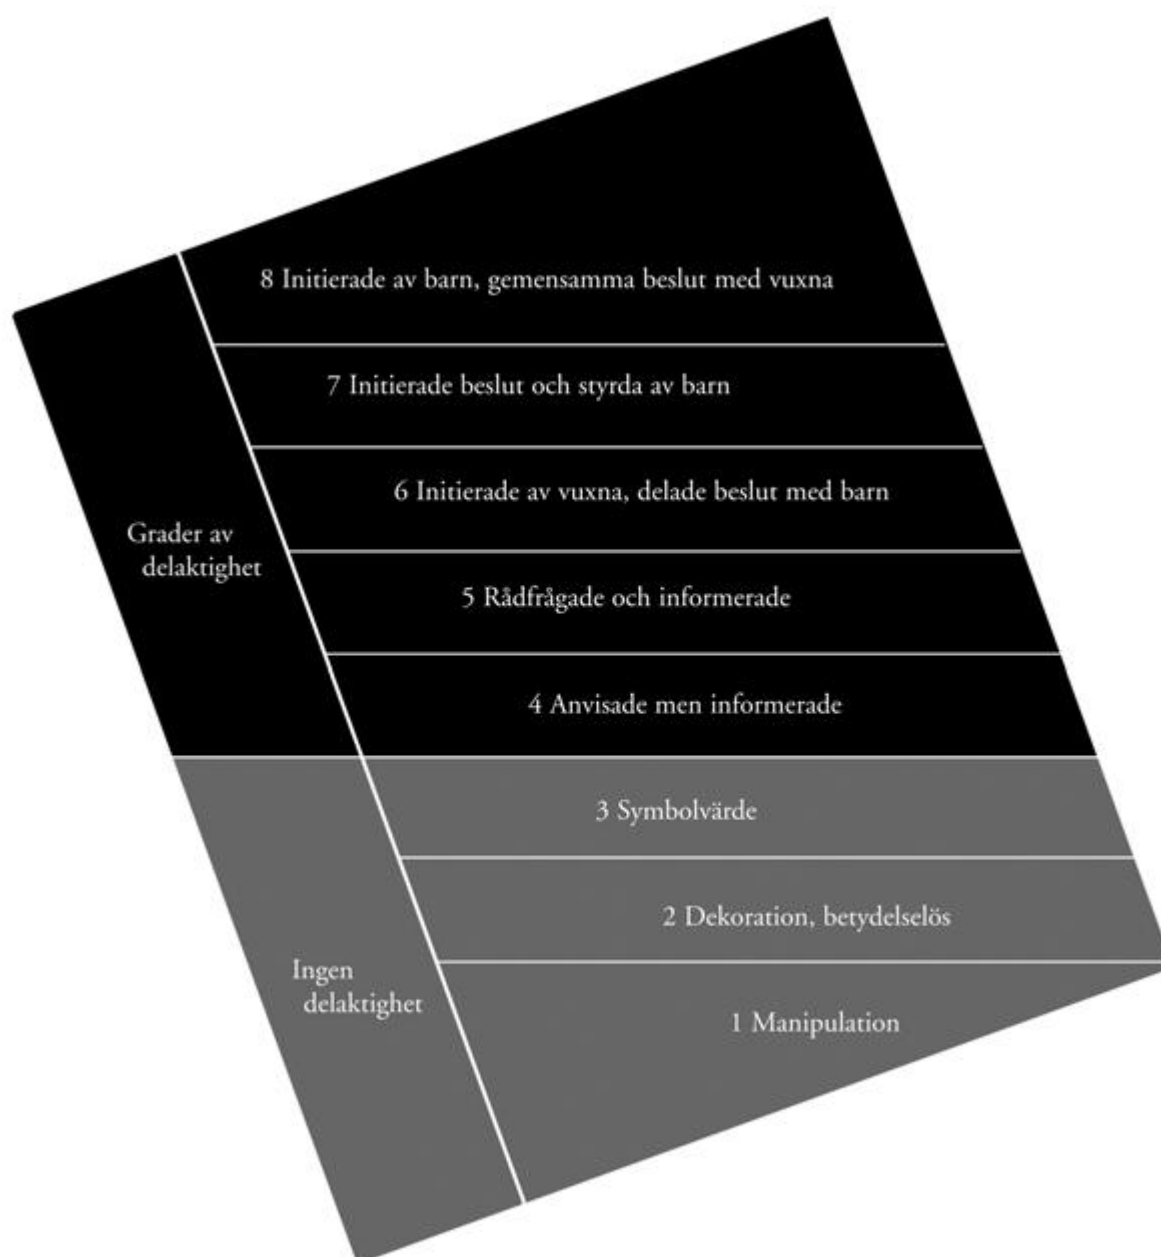 8 Initierade av barn, gemensamma beslut med vuxna
7 Initierade beslut och styrda av barn
6 Initierade av vuxna, delade beslut med barn
Grader av
delaktighet
5 Rådfrågade och informerade
4 Anvisade men informerade
3 Symbolvärde
2 Dekoration, betydelselös
Ingen
delaktighet
1 Manipulation